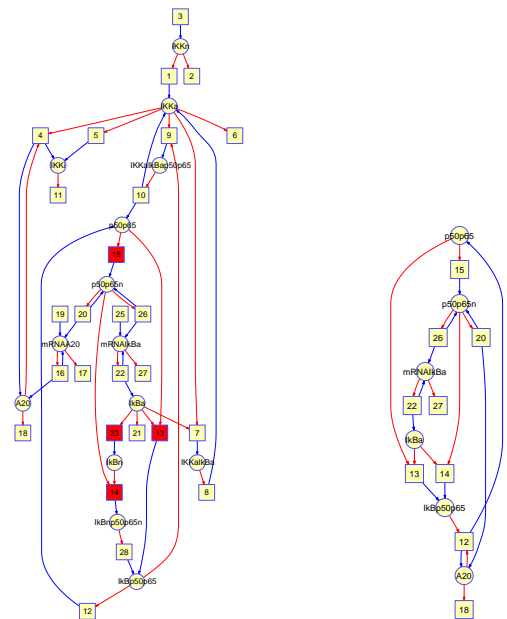 3
IKKn
1 2
IKKa
4 5 9 6
IKKi IKKaIkBap50p65
11 10
p50p65
15
p50p65n
19 20 25 26
mRNAA20 mRNAIkBa
16 17 22 27
A20 IkBa
18 23 21 13 7
IkBn IKKaIkBa
14 8
IkBnp50p65n
28
IkBp50p65
12
p50p65
15
p50p65n
26 20
mRNAIkBa
22 27
IkBa
13 14
IkBp50p65
12
A20
18